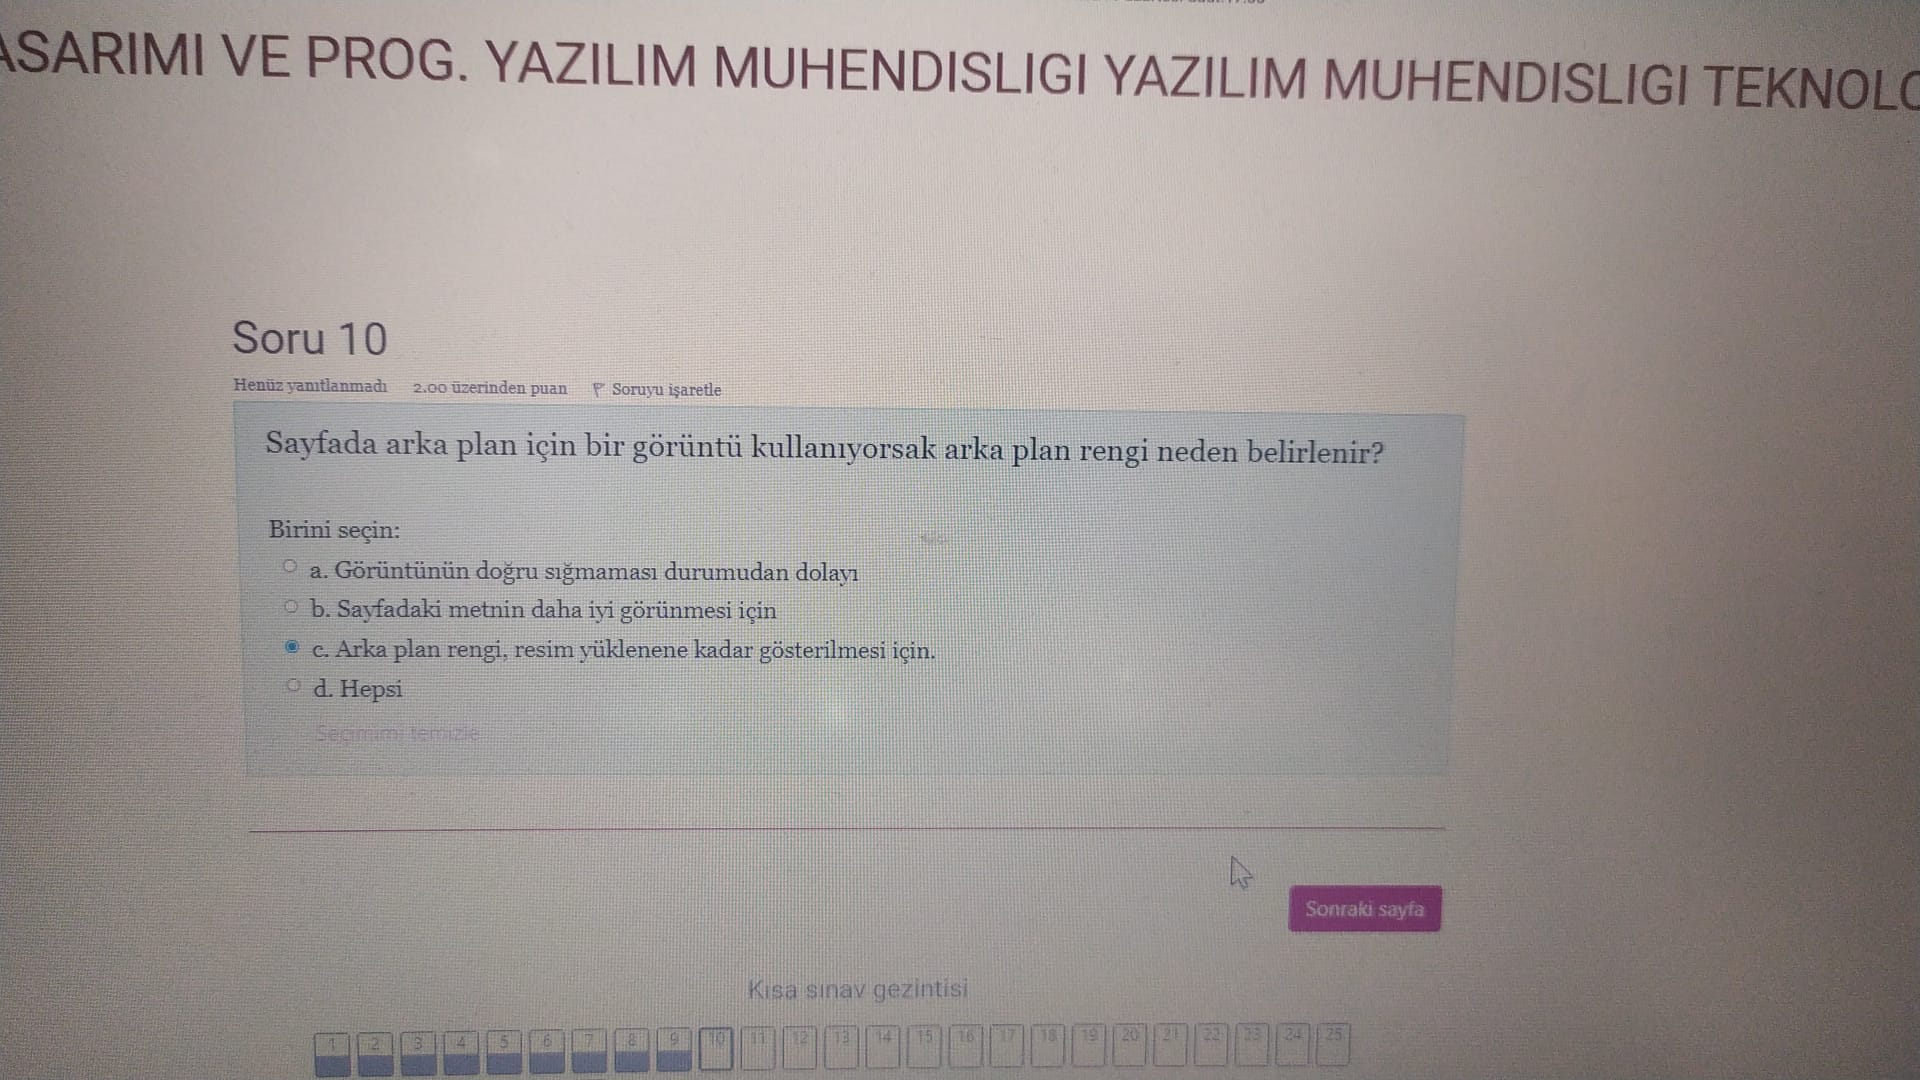 ASARIMI VE PROG. YAZILIM MUHENDISLIGI YAZILIM MUHENDISLIGI TEKNOLO
Soru 10
Henüz yanıtlanmadı 2.00 üzerinden puan Soruyu işaretle
Sayfada arka plan için bir görüntü kullanıyorsak arka plan rengi neden belirlenir?
Birini seçin:
a. Görüntünün doğru sığmaması durumudan dolayı
b. Sayfadaki metnin daha iyi görünmesi için
c. Arka plan rengi, resim yüklenene kadar gösterilmesi için.
d. Hepsi
Seçimimi temizle
Sonraki sayfa
Kısa sınav gezintisi
1 2 3 4 5 6 7 8 9 10 11 12 13 14 15 16 17 18 19 20 21 22 23 24 25